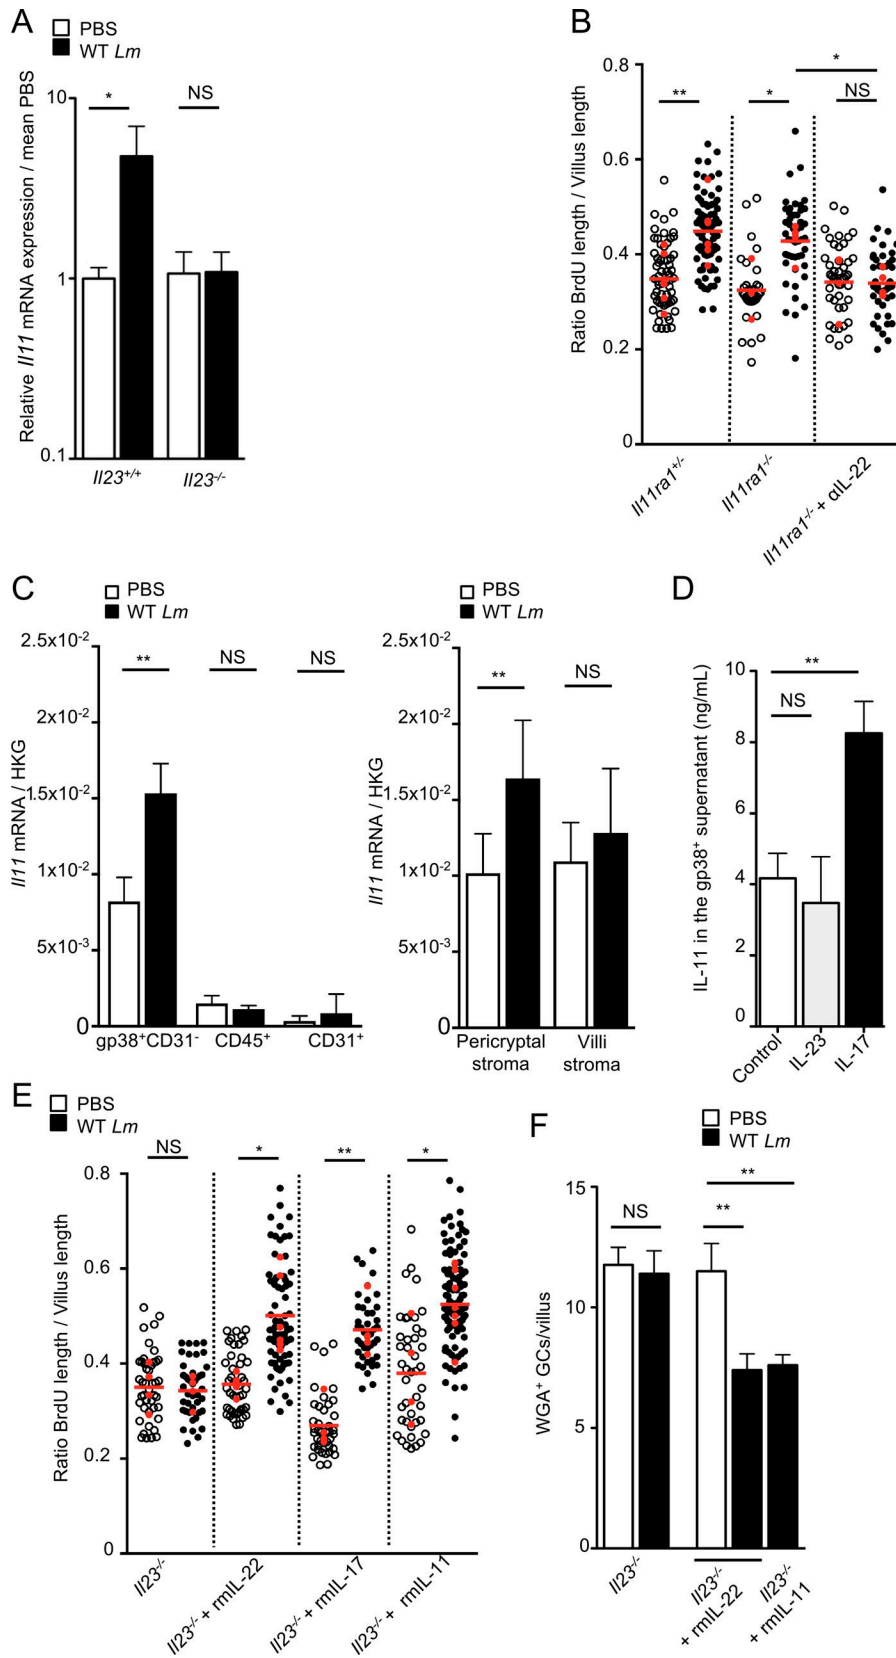 A
PBS
WT Lm
Relative Il11 mRNA expression / mean PBS
10
1
0.1
*
NS
Il23+/+
Il23-/-
B
Ratio BrdU length / Villus length
0.8
0.6
0.4
0.2
0
**
*
*
NS
Il11ra1+/-
Il11ra1-/-
Il11ra1-/- + αIL-22
C
PBS
WT Lm
Il11 mRNA / HKG
2.5x10-2
2x10-2
1.5x10-2
1x10-2
5x10-3
0
**
NS
NS
gp38+CD31-
CD45+
CD31+
PBS
WT Lm
Il11 mRNA / HKG
2.5x10-2
2x10-2
1.5x10-2
1x10-2
5x10-3
0
**
NS
Pericryptal
stroma
Villi
stroma
D
IL-11 in the gp38+ supernatant (ng/mL)
10
8
6
4
2
0
**
NS
Control
IL-23
IL-17
E
PBS
WT Lm
Ratio BrdU length / Villus length
0.8
0.6
0.4
0.2
0
NS
*
**
*
Il23-/-
Il23-/- + rmIL-22
Il23-/- + rmIL-17
Il23-/- + rmIL-11
F
PBS
WT Lm
WGA+ GCs/villus
15
10
5
0
NS
**
**
Il23-/-
Il23-/-
+ rmIL-22
Il23-/-
+ rmIL-11